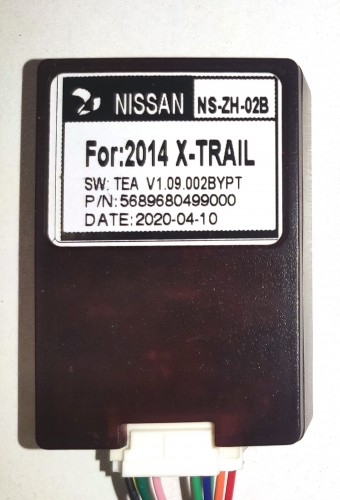 NISSAN NS-ZH-02B
For:2014 X-TRAIL
SW: TEA V1.09.002BYPT
P/N:5689680499000
DATE:2020-04-10